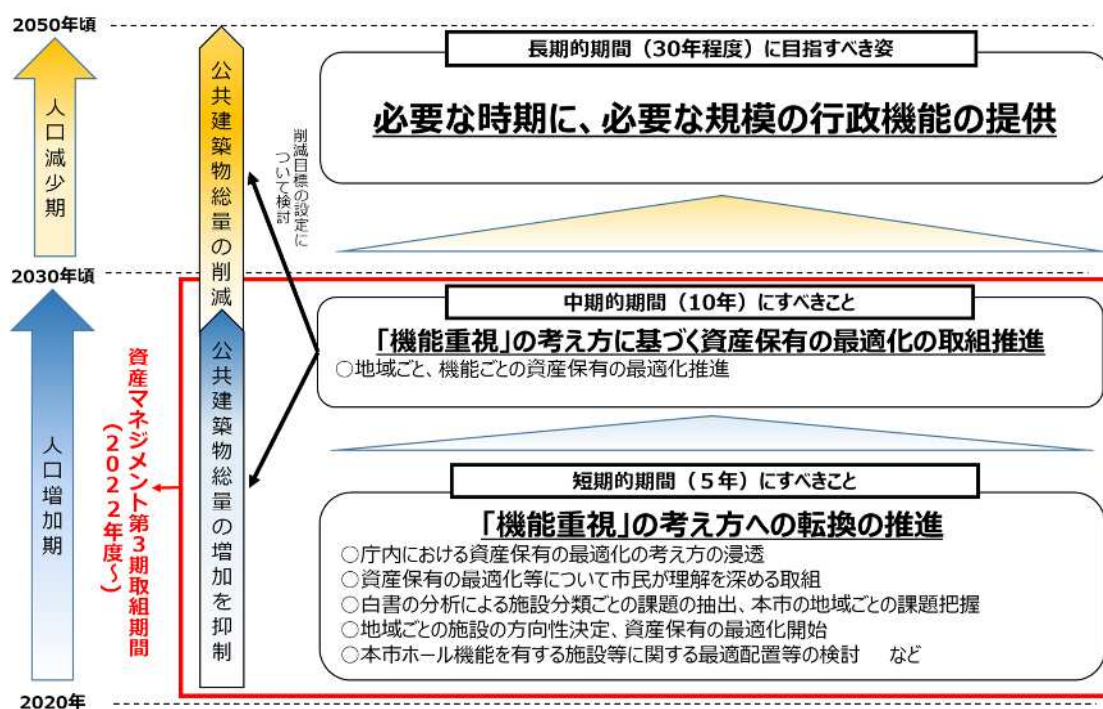 2050年頃
人口減少期
2030年頃
人口増加期
2020年
資産マネジメント第3期取組期間
(2022年度~)
公共建築物総量の削減
公共建築物総量の増加を抑制
削減目標の設定に
ついて検討
長期的期間(30年程度)に目指すべき姿
必要な時期に、必要な規模の行政機能の提供
中期的期間(10年)にすべきこと
「機能重視」の考え方に基づく資産保有の最適化の取組推進
○地域ごと、機能ごとの資産保有の最適化推進
短期的期間(5年)にすべきこと
「機能重視」の考え方への転換の推進
○庁内における資産保有の最適化の考え方の浸透
○資産保有の最適化等について市民が理解を深める取組
○白書の分析による施設分類ごとの課題の抽出、本市の地域ごとの課題把握
○地域ごとの施設の方向性決定、資産保有の最適化開始
○本市ホール機能を有する施設等に関する最適配置等の検討 など